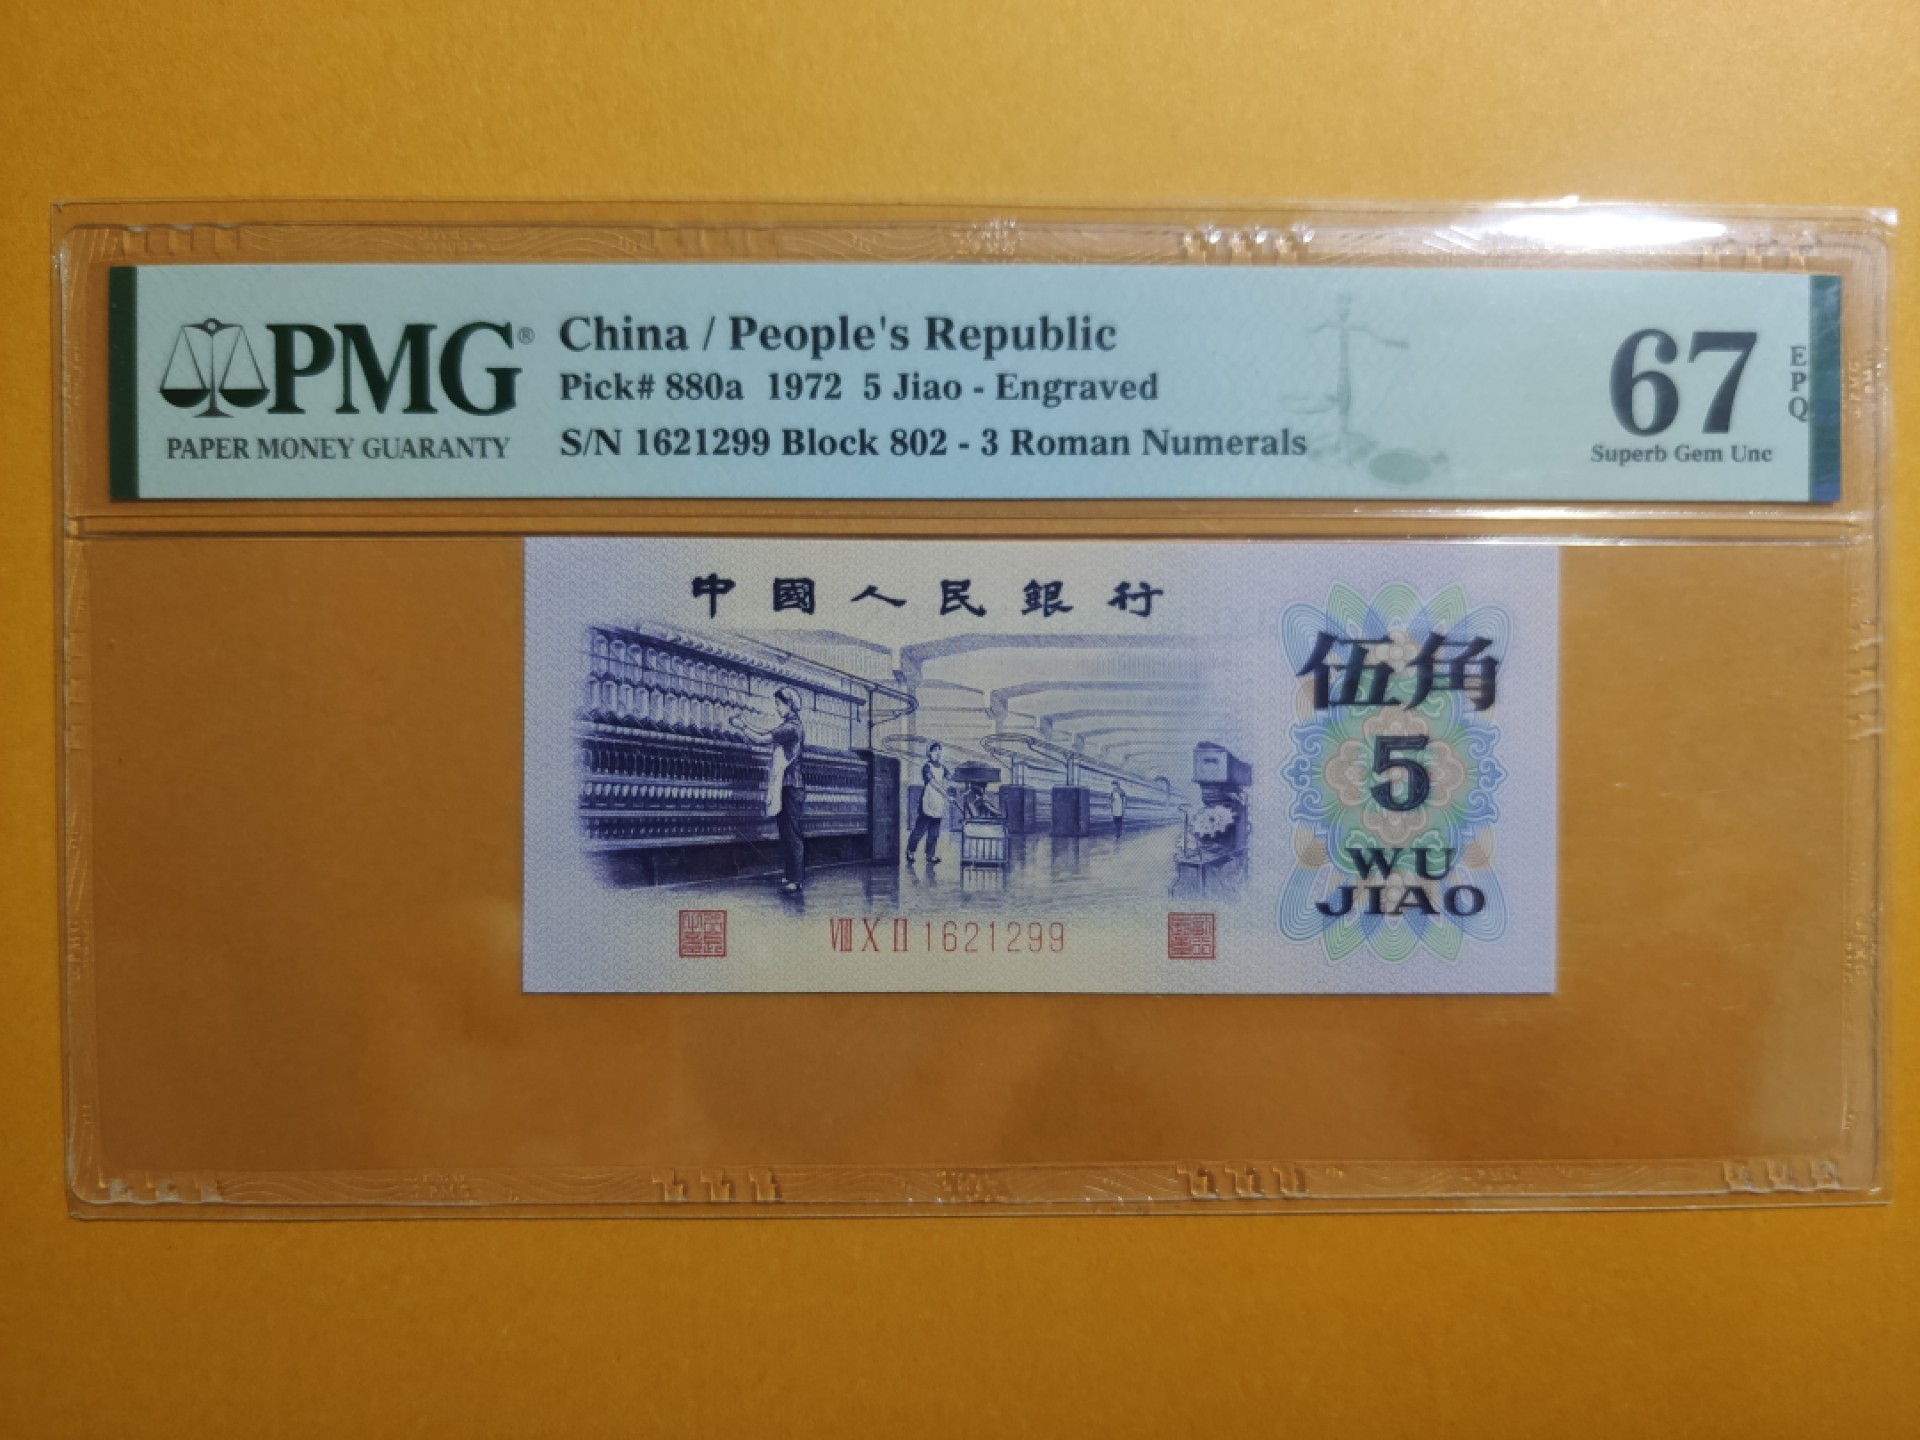 PMG®
PAPER MONEY GUARANTY
China / People's Republic
Pick# 880a 1972 5 Jiao - Engraved
S/N 1621299 Block 802 - 3 Roman Numerals
67
EPQ
Superb Gem Unc
中國人民銀行
伍角
5
WU
JIAO
VIII X II 1621299